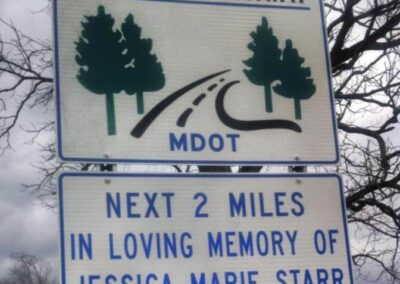 MDOT
NEXT 2 MILES
IN LOVING MEMORY OF
JESSICA MARIE STARR